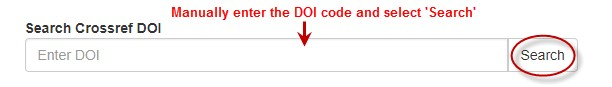 Manually enter the DOI code and select 'Search'
Search Crossref DOI
Enter DOI
Search